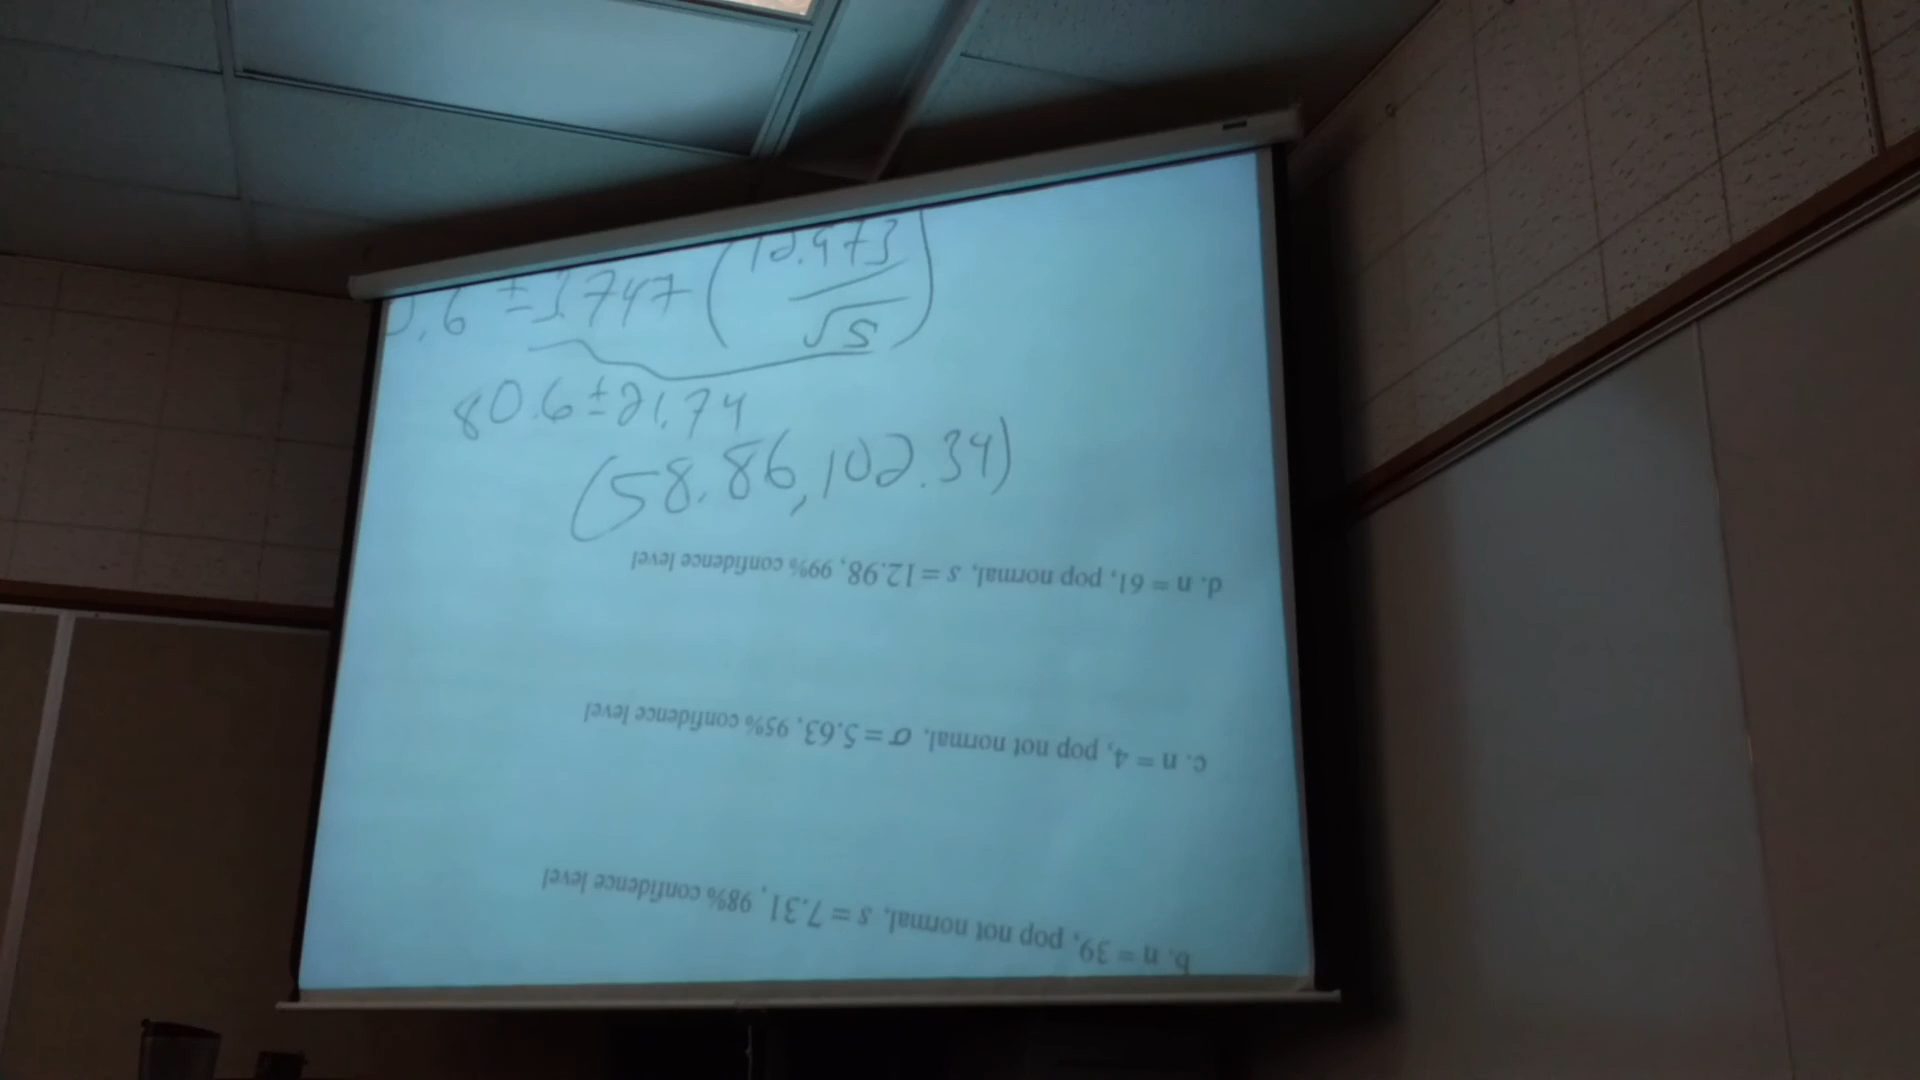 .6 ± 3.747 (12.973/√5)
80.6 ± 21.74
(58.86, 102.34)
b. n = 39, pop not normal, s = 7.31, 98% confidence level
c. n = 4, pop not normal, σ = 5.63, 95% confidence level
d. n = 61, pop normal, s = 12.98, 99% confidence level